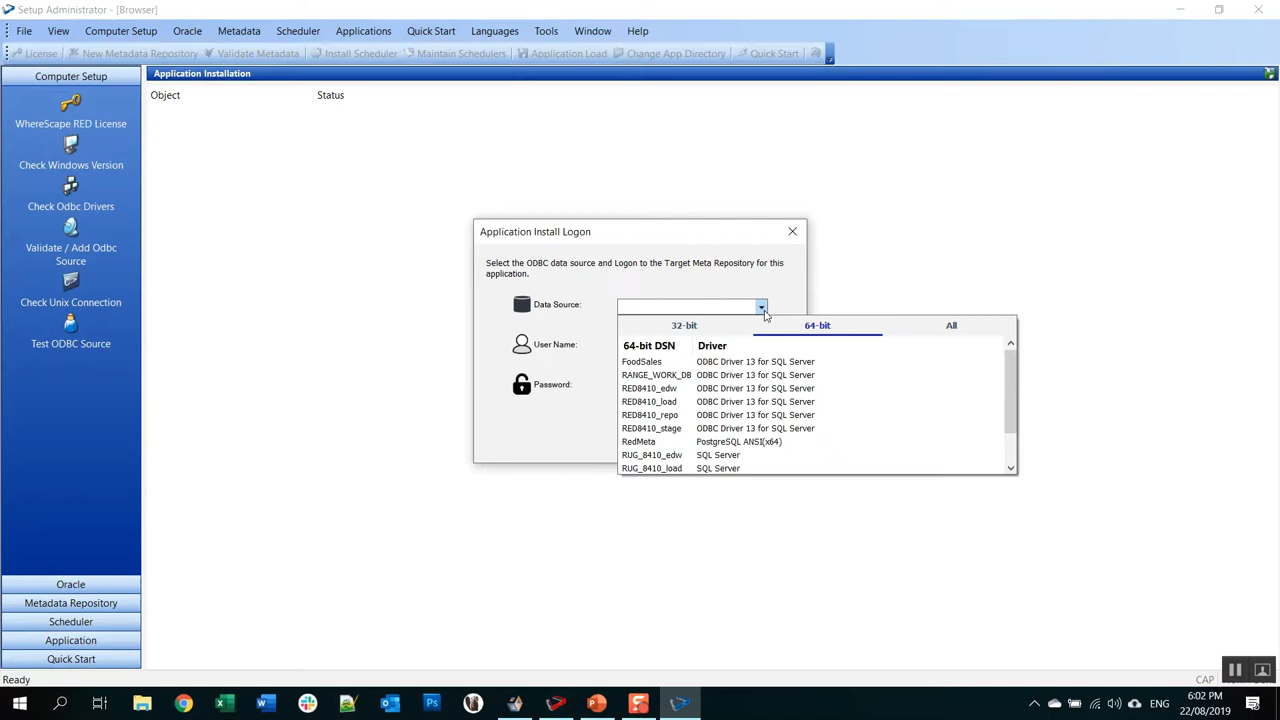 Setup Administrator - [Browser]
File View Computer Setup Oracle Metadata Scheduler Applications Quick Start Languages Tools Window Help
License New Metadata Repository Validate Metadata Install Scheduler Maintain Schedulers Application Load Change App Directory Quick Start
Computer Setup
Application Installation
Object Status
WhereScape RED License
Check Windows Version
Check Odbc Drivers
Validate / Add Odbc
Source
Check Unix Connection
Test ODBC Source
Application Install Logon
Select the ODBC data source and Logon to the Target Meta Repository for this
application.
Data Source:
User Name:
Password:
32-bit 64-bit All
64-bit DSN Driver
FoodSales ODBC Driver 13 for SQL Server
RANGE_WORK_DB ODBC Driver 13 for SQL Server
RED8410_edw ODBC Driver 13 for SQL Server
RED8410_load ODBC Driver 13 for SQL Server
RED8410_repo ODBC Driver 13 for SQL Server
RED8410_stage ODBC Driver 13 for SQL Server
RedMeta PostgreSQL ANSI(x64)
RUG_8410_edw SQL Server
RUG_8410_load SQL Server
Oracle
Metadata Repository
Scheduler
Application
Quick Start
Ready
CAP
ENG
6:02 PM
22/08/2019